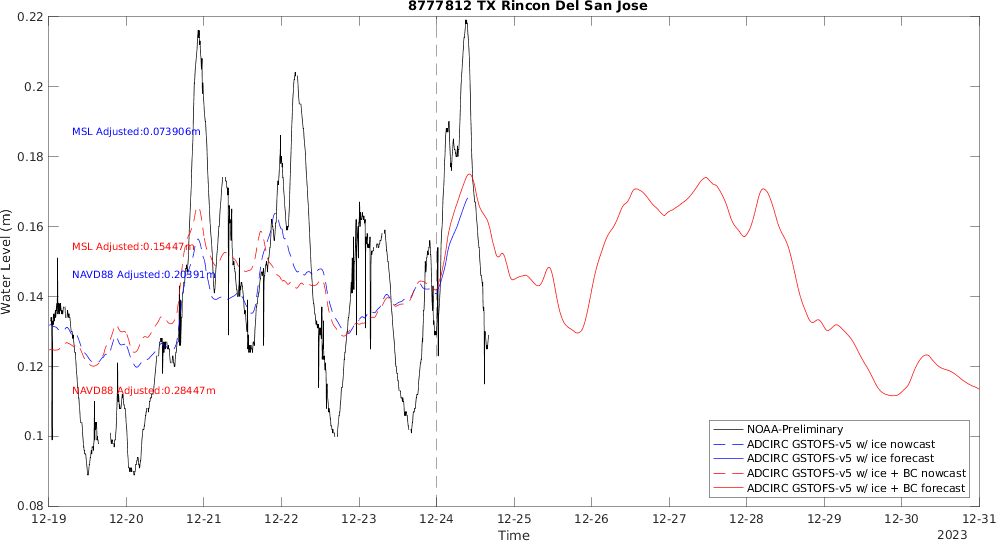 8777812 TX Rincon Del San Jose
0.22
0.2
0.18
0.16
0.14
0.12
0.1
0.08
Water Level (m)
MSL Adjusted:0.073906m
MSL Adjusted:0.15447m
NAVD88 Adjusted:0.20391m
NAVD88 Adjusted:0.28447m
NOAA-Preliminary
ADCIRC GSTOFS-v5 w/ ice nowcast
ADCIRC GSTOFS-v5 w/ ice forecast
ADCIRC GSTOFS-v5 w/ ice + BC nowcast
ADCIRC GSTOFS-v5 w/ ice + BC forecast
12-19 12-20 12-21 12-22 12-23 12-24 12-25 12-26 12-27 12-28 12-29 12-30 12-31
Time
2023